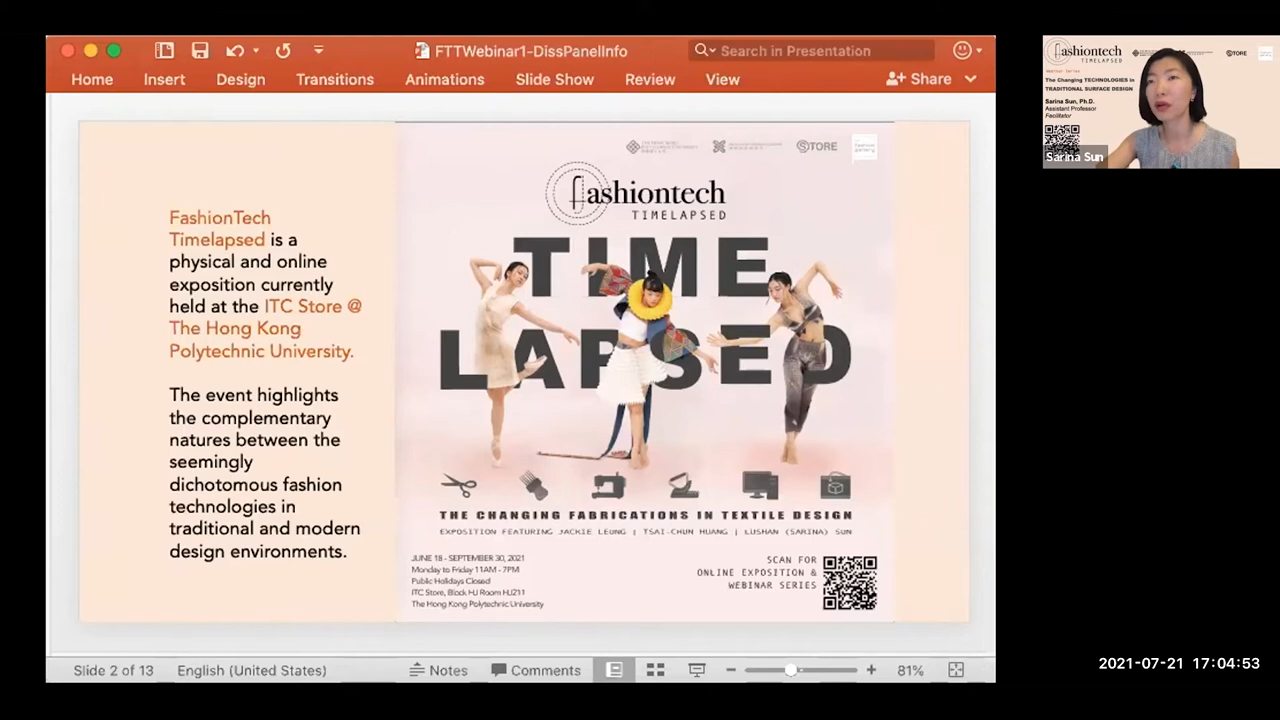 FTTWebinar1-DissPanelInfo
Search in Presentation
Home Insert Design Transitions Animations Slide Show Review View Share
FashionTech
Timelapsed is a
physical and online
exposition currently
held at the ITC Store @
The Hong Kong
Polytechnic University.
The event highlights
the complementary
natures between the
seemingly
dichotomous fashion
technologies in
traditional and modern
design environments.
STORE
fashiontech
TIMELAPSED
TIME
LAPSED
THE CHANGING FABRICATIONS IN TEXTILE DESIGN
EXPOSITION FEATURING JACKIE LEUNG | TSAI-CHUN HUANG | LUSHAN (SARINA) SUN
JUNE 18 - SEPTEMBER 30, 2021
Monday to Friday 11AM - 7PM
Public Holidays Closed
ITC Store, Block HJ Room HJ211
The Hong Kong Polytechnic University
SCAN FOR
ONLINE EXPOSITION &
WEBINAR SERIES
Slide 2 of 13 English (United States) Notes Comments 81%
fashiontech
TIMELAPSED
STORE
The Changing TECHNOLOGIES in
TRADITIONAL SURFACE DESIGN
Sarina Sun, Ph.D.
Assistant Professor
Facilitator
Sarina Sun
2021-07-21 17:04:53